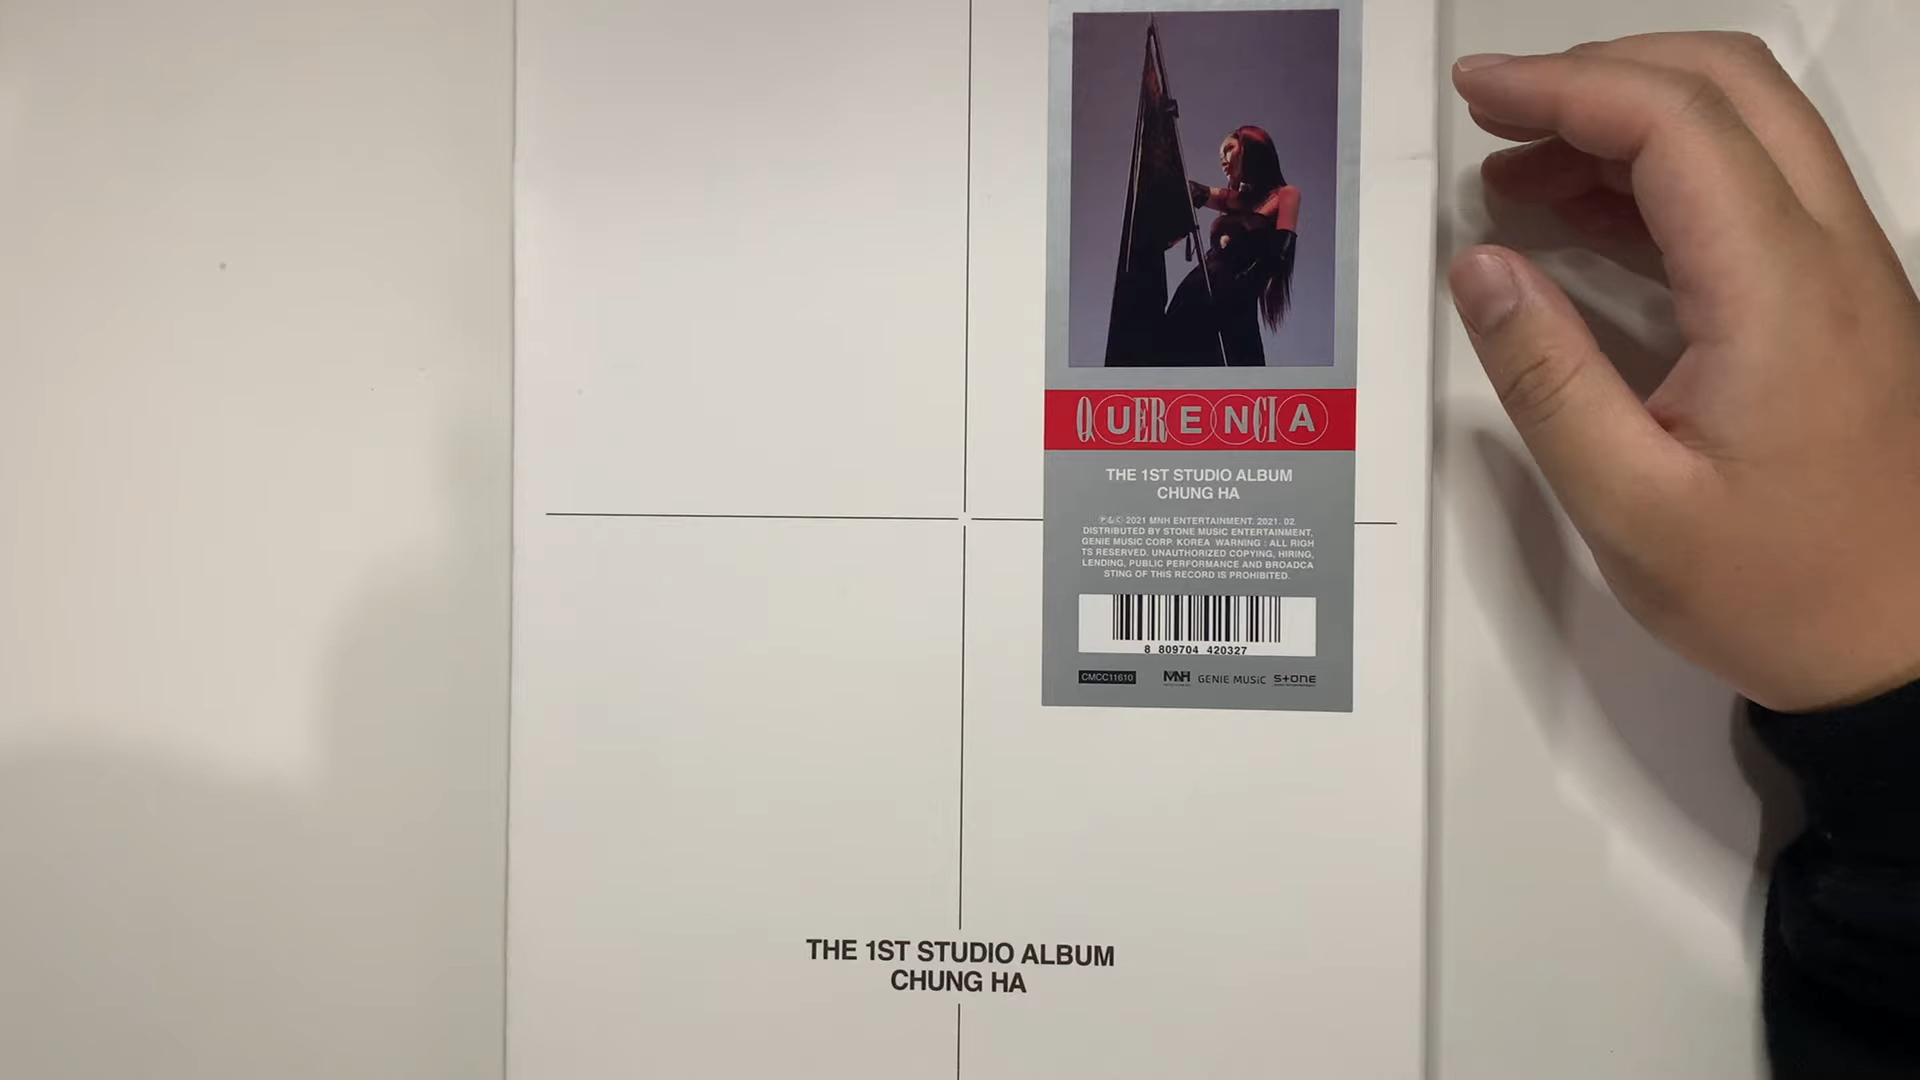 QUERENCIA
THE 1ST STUDIO ALBUM
CHUNG HA
Ⓟ&© 2021 MNH ENTERTAINMENT. 2021. 02.
DISTRIBUTED BY STONE MUSIC ENTERTAINMENT,
GENIE MUSIC CORP. KOREA WARNING : ALL RIGH
TS RESERVED. UNAUTHORIZED COPYING, HIRING,
LENDING, PUBLIC PERFORMANCE AND BROADCA
STING OF THIS RECORD IS PROHIBITED.
8 809704 420327
CMCC11610 MNH GENIE MUSIC STONE
THE 1ST STUDIO ALBUM
CHUNG HA